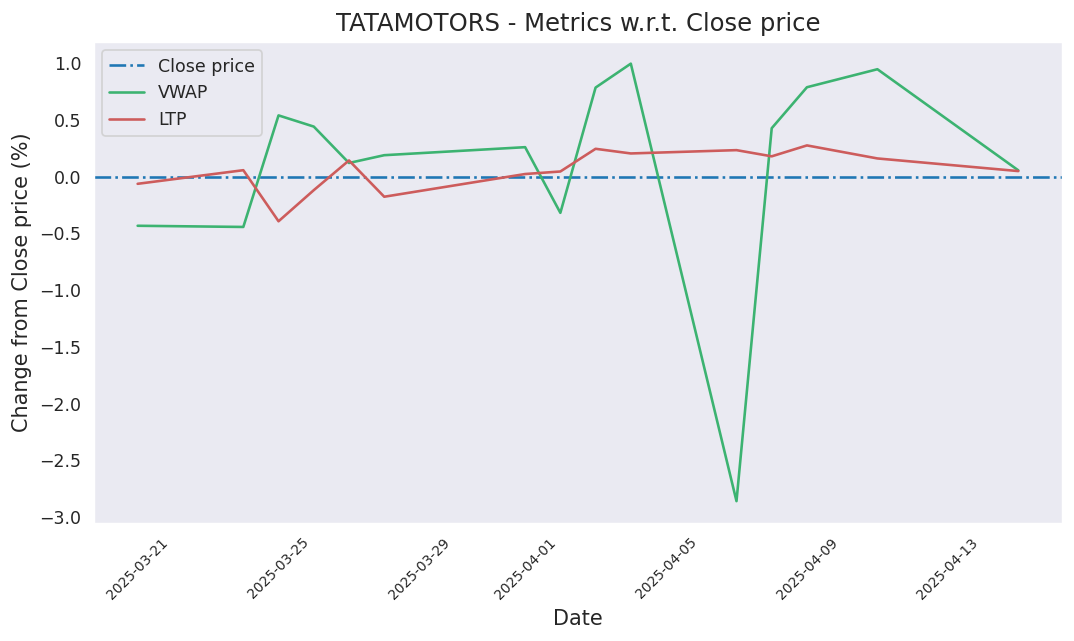 TATAMOTORS - Metrics w.r.t. Close price
Close price
VWAP
LTP
Change from Close price (%)
1.0
0.5
0.0
−0.5
−1.0
−1.5
−2.0
−2.5
−3.0
2025-03-21
2025-03-25
2025-03-29
2025-04-01
2025-04-05
2025-04-09
2025-04-13
Date